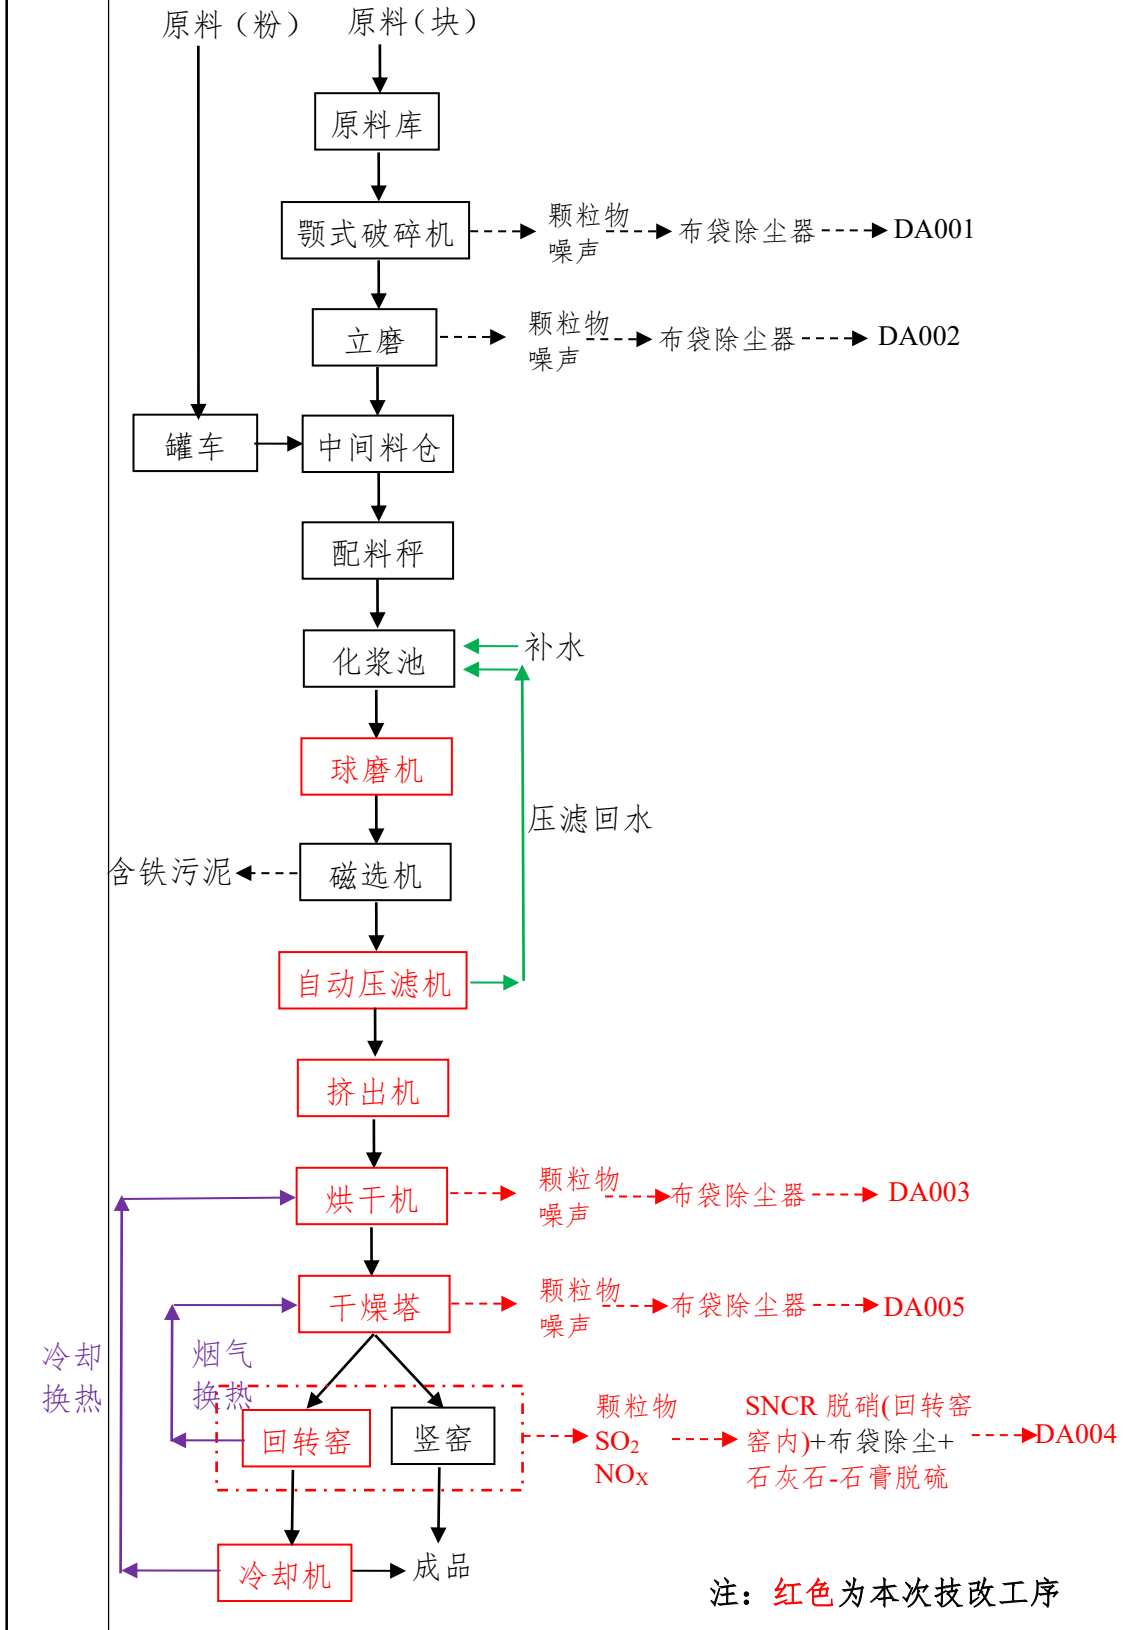 原料（粉）
原料（块）
原料库
颚式破碎机
颗粒物
噪声
布袋除尘器
DA001
立磨
颗粒物
噪声
布袋除尘器
DA002
罐车
中间料仓
配料秤
化浆池
补水
球磨机
压滤回水
含铁污泥
磁选机
自动压滤机
挤出机
烘干机
颗粒物
噪声
布袋除尘器
DA003
干燥塔
颗粒物
噪声
布袋除尘器
DA005
冷却
换热
烟气
换热
回转窑
竖窑
颗粒物
SO₂
NOX
SNCR 脱硝(回转窑
窑内)+布袋除尘+
石灰石-石膏脱硫
DA004
冷却机
成品
注：红色为本次技改工序